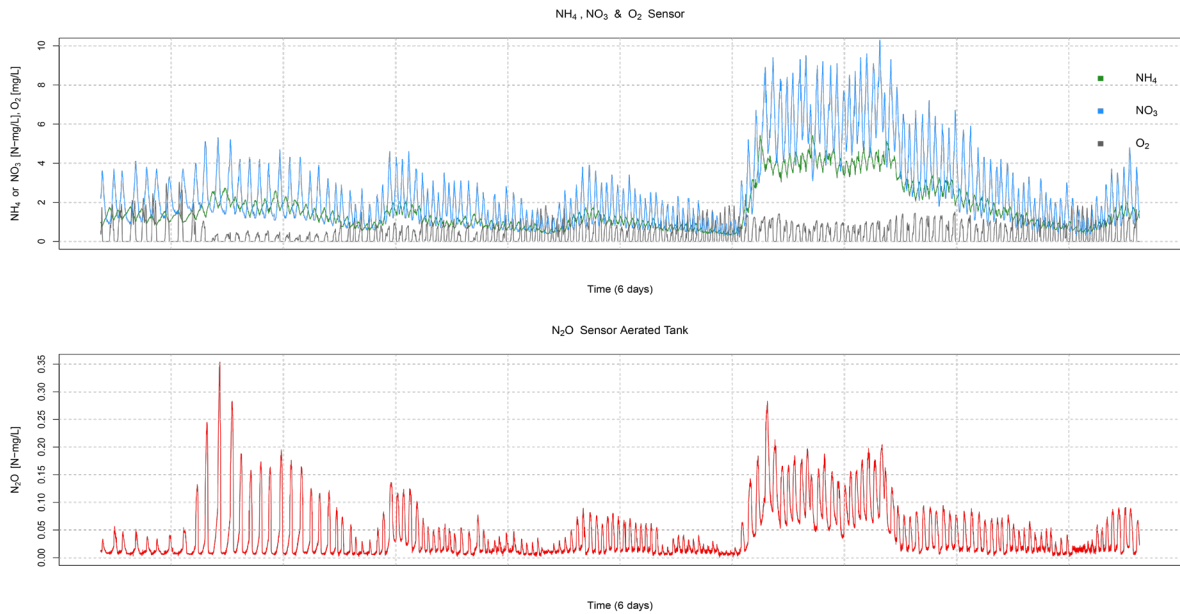 NH₄ , NO₃ & O₂ Sensor
NH₄ or NO₃ [N−mg/L], O₂ [mg/L]
10
8
6
4
2
0
NH₄
NO₃
O₂
Time (6 days)
N₂O Sensor Aerated Tank
N₂O [N−mg/L]
0.35
0.30
0.25
0.20
0.15
0.10
0.05
0.00
Time (6 days)